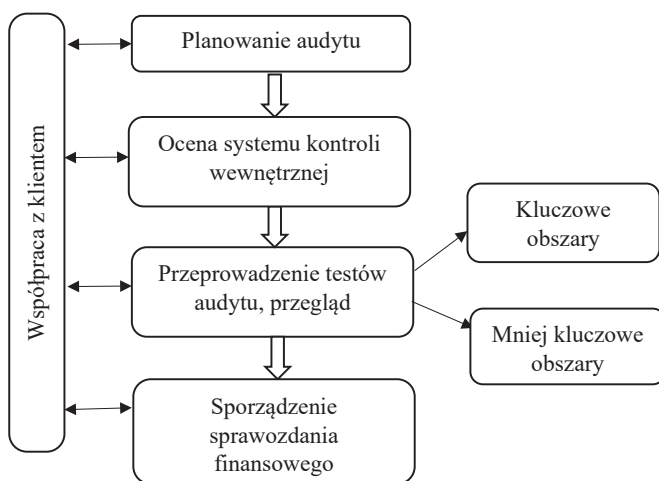 Współpraca z klientem
Planowanie audytu
Ocena systemu kontroli
wewnętrznej
Przeprowadzenie testów
audytu, przegląd
Kluczowe
obszary
Mniej kluczowe
obszary
Sporządzenie
sprawozdania
finansowego